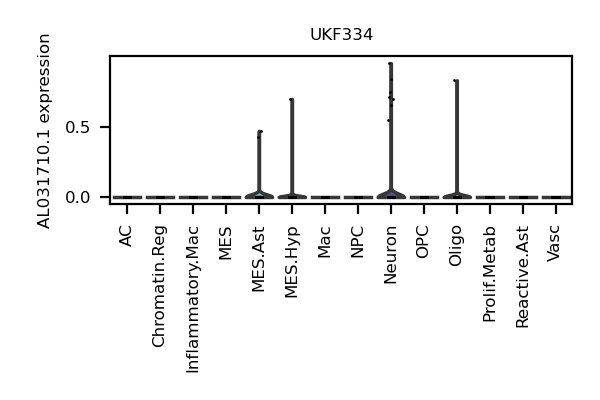 UKF334
AL031710.1 expression
0.5
0.0
AC
Chromatin.Reg
Inflammatory.Mac
MES
MES.Ast
MES.Hyp
Mac
NPC
Neuron
OPC
Oligo
Prolif.Metab
Reactive.Ast
Vasc